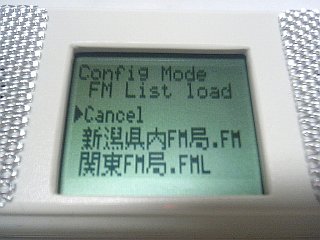 Config Mode
FM List load
▶Cancel
新潟県内FM局.FM
関東FM局.FML